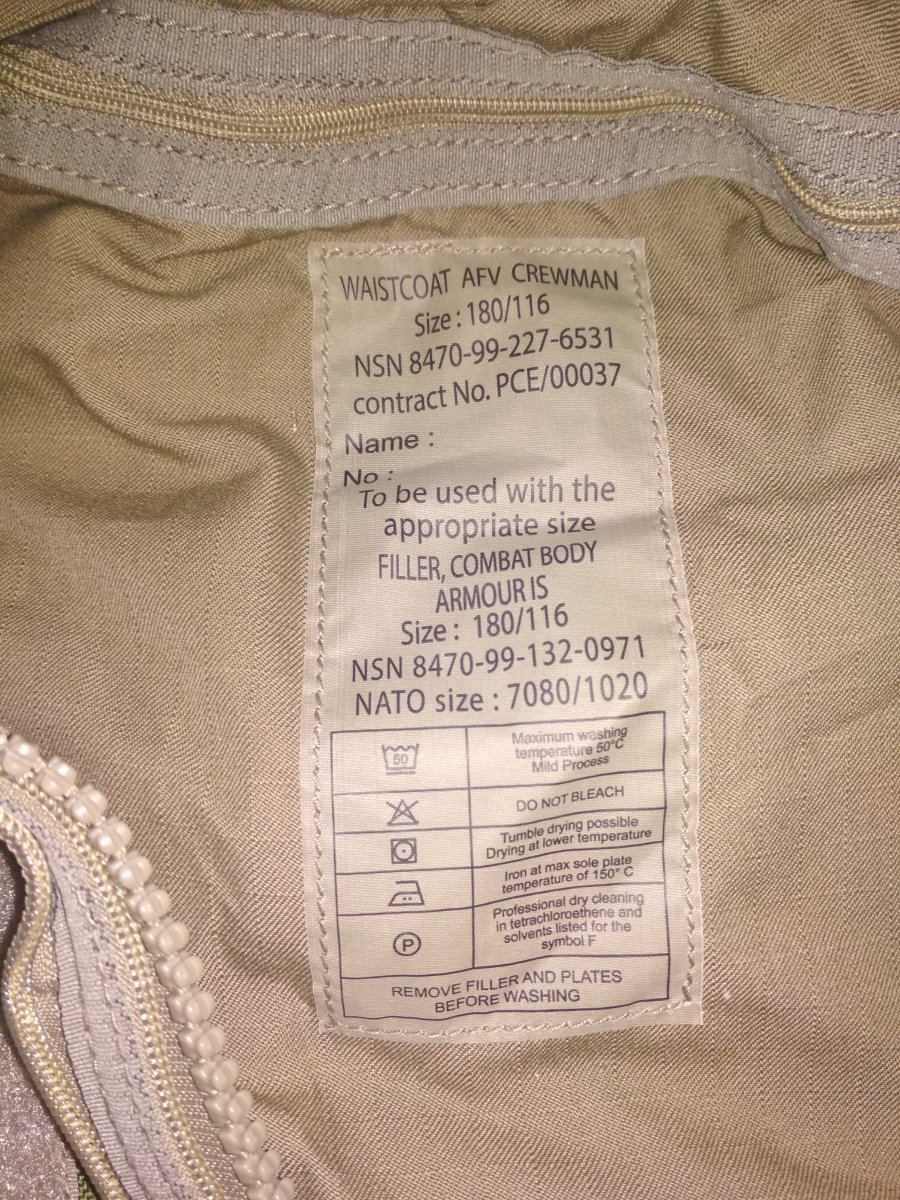 WAISTCOAT AFV CREWMAN
Size : 180/116
NSN 8470-99-227-6531
contract No. PCE/00037
Name :
No :
To be used with the
appropriate size
FILLER, COMBAT BODY
ARMOUR IS
Size : 180/116
NSN 8470-99-132-0971
NATO size : 7080/1020
50
Maximum washing
temperature 50°C
Mild Process
DO NOT BLEACH
Tumble drying possible
Drying at lower temperature
Iron at max sole plate
temperature of 150° C
P
Professional dry cleaning
in tetrachloroethene and
solvents listed for the
symbol F
REMOVE FILLER AND PLATES
BEFORE WASHING